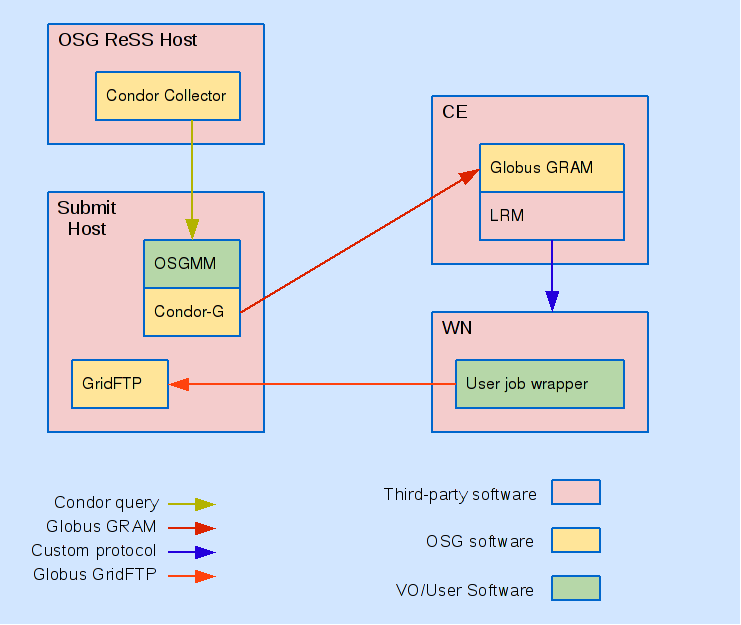 OSG ReSS Host
Condor Collector
CE
Globus GRAM
LRM
Submit
Host
OSGMM
Condor-G
GridFTP
WN
User job wrapper
Condor query
Globus GRAM
Custom protocol
Globus GridFTP
Third-party software
OSG software
VO/User Software